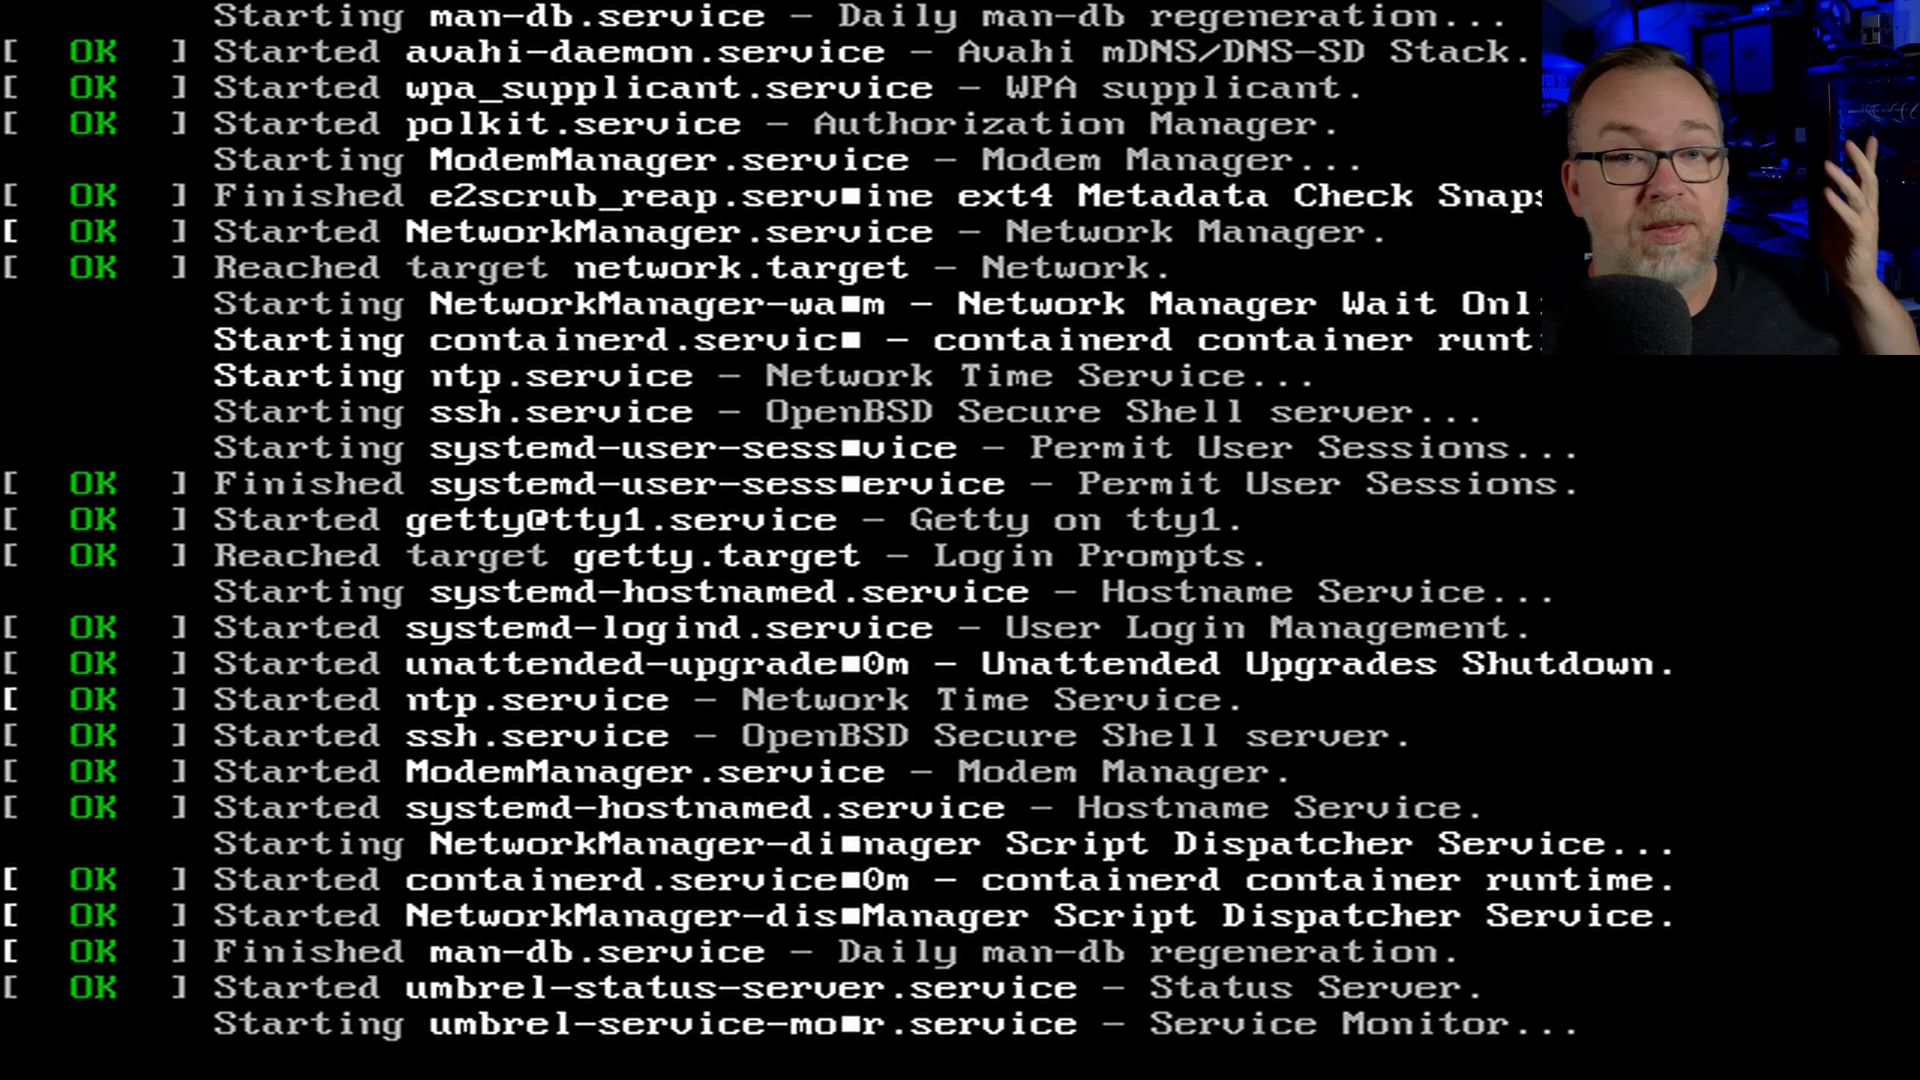 Starting man-db.service – Daily man-db regeneration...
[ OK ] Started avahi-daemon.service – Avahi mDNS/DNS-SD Stack.
[ OK ] Started wpa_supplicant.service – WPA supplicant.
[ OK ] Started polkit.service – Authorization Manager.
Starting ModemManager.service – Modem Manager...
[ OK ] Finished e2scrub_reap.serv■ine ext4 Metadata Check Snaps
[ OK ] Started NetworkManager.service – Network Manager.
[ OK ] Reached target network.target – Network.
Starting NetworkManager-wa■m – Network Manager Wait Onl
Starting containerd.servic■ – containerd container runt
Starting ntp.service – Network Time Service...
Starting ssh.service – OpenBSD Secure Shell server...
Starting systemd-user-sess■vice – Permit User Sessions...
[ OK ] Finished systemd-user-sess■ervice – Permit User Sessions.
[ OK ] Started getty@tty1.service – Getty on tty1.
[ OK ] Reached target getty.target – Login Prompts.
Starting systemd-hostnamed.service – Hostname Service...
[ OK ] Started systemd-logind.service – User Login Management.
[ OK ] Started unattended-upgrade■0m – Unattended Upgrades Shutdown.
[ OK ] Started ntp.service – Network Time Service.
[ OK ] Started ssh.service – OpenBSD Secure Shell server.
[ OK ] Started ModemManager.service – Modem Manager.
[ OK ] Started systemd-hostnamed.service – Hostname Service.
Starting NetworkManager-di■nager Script Dispatcher Service...
[ OK ] Started containerd.service■0m – containerd container runtime.
[ OK ] Started NetworkManager-dis■Manager Script Dispatcher Service.
[ OK ] Finished man-db.service – Daily man-db regeneration.
[ OK ] Started umbrel-status-server.service – Status Server.
Starting umbrel-service-mo■r.service – Service Monitor...